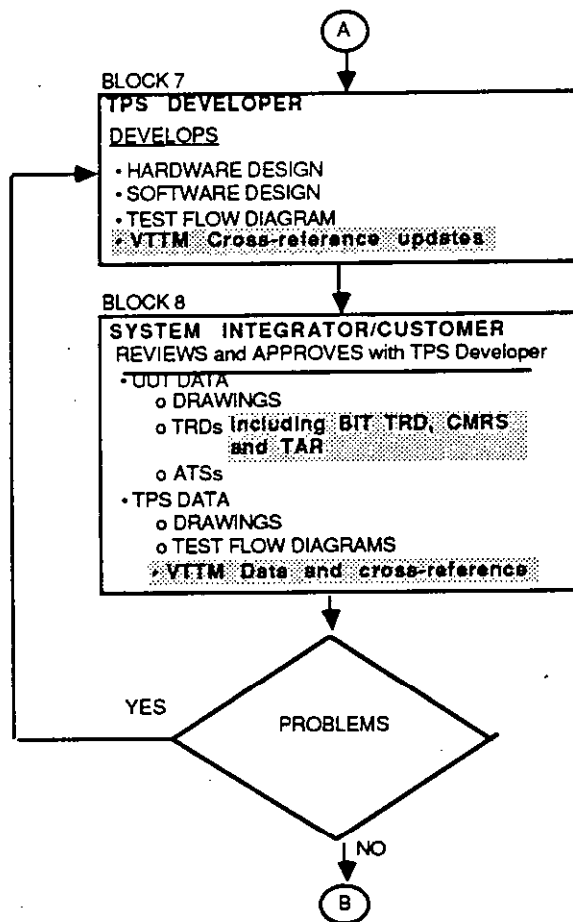 A
BLOCK 7
TPS DEVELOPER
DEVELOPS
• HARDWARE DESIGN
• SOFTWARE DESIGN
• TEST FLOW DIAGRAM
• VTTM Cross-reference updates
BLOCK 8
SYSTEM INTEGRATOR/CUSTOMER
REVIEWS and APPROVES with TPS Developer
• UUT DATA
o DRAWINGS
o TRDs Including BIT TRD, CMRS
and TAR
o ATSs
• TPS DATA
o DRAWINGS
o TEST FLOW DIAGRAMS
• VTTM Data and cross-reference
YES
PROBLEMS
NO
B